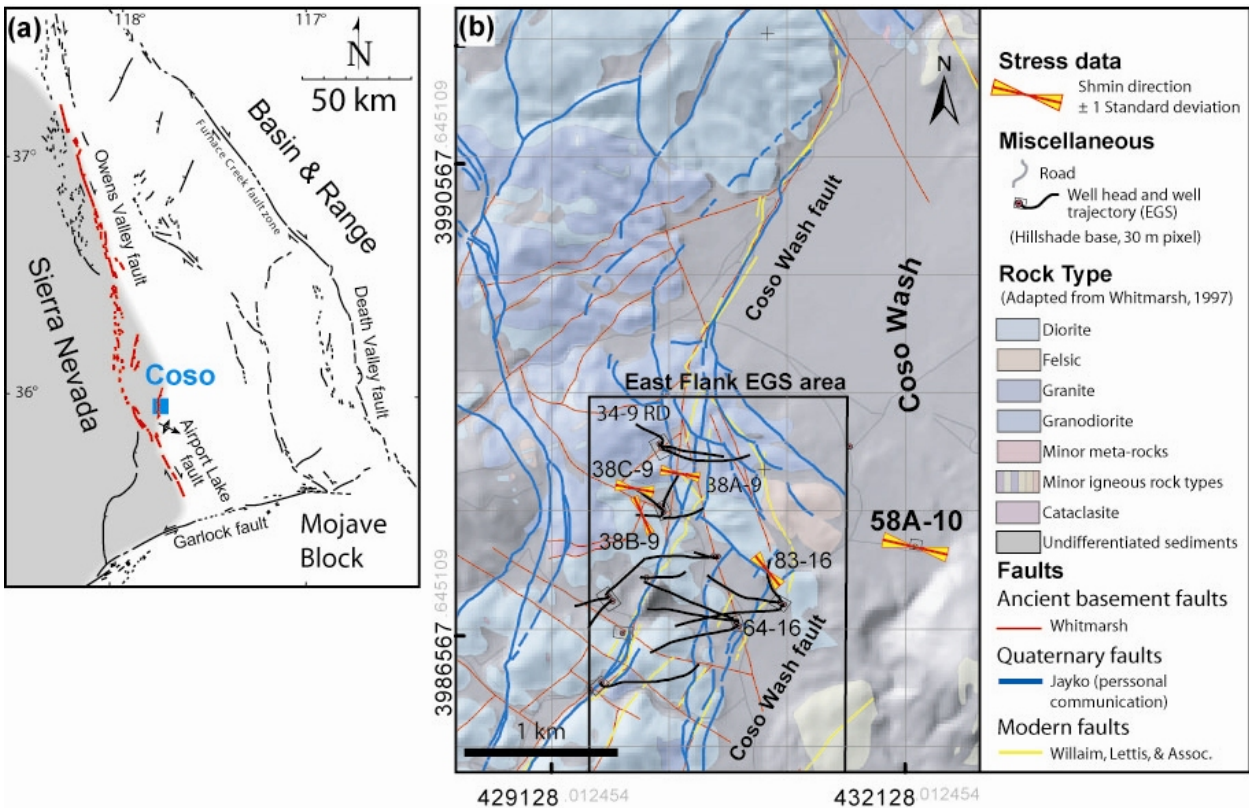 (a)
118°
117°
N
50 km
37°
36°
Basin & Range
Furnace Creek fault zone
Owens Valley fault
Sierra Nevada
Death Valley fault
Coso
Airport Lake
fault
Garlock fault
Mojave
Block
(b)
N
3990567.645109
3986567.645109
429128.012454
432128.012454
Coso Wash fault
Coso Wash
East Flank EGS area
34-9 RD
38C-9
38A-9
38B-9
83-16
64-16
58A-10
Coso Wash fault
1 km
Stress data
Shmin direction
± 1 Standard deviation
Miscellaneous
Road
Well head and well
trajectory (EGS)
(Hillshade base, 30 m pixel)
Rock Type
(Adapted from Whitmarsh, 1997)
Diorite
Felsic
Granite
Granodiorite
Minor meta-rocks
Minor igneous rock types
Cataclasite
Undifferentiated sediments
Faults
Ancient basement faults
Whitmarsh
Quaternary faults
Jayko (perssonal
communication)
Modern faults
Willaim, Lettis, & Assoc.